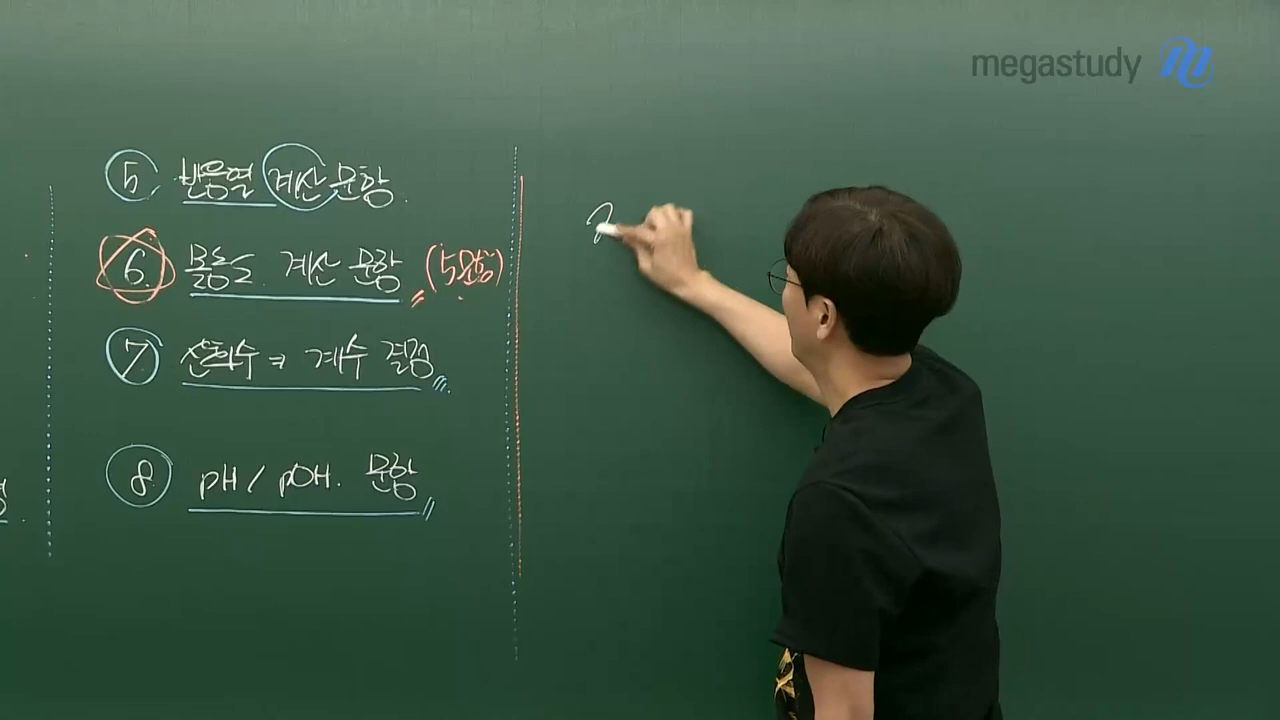 megastudy
⑤ 반응열 계산 문항.
⑥ 몰농도 계산 문항 (5문항)
⑦ 산화수 → 계수 결정
⑧ pH / pOH. 문항